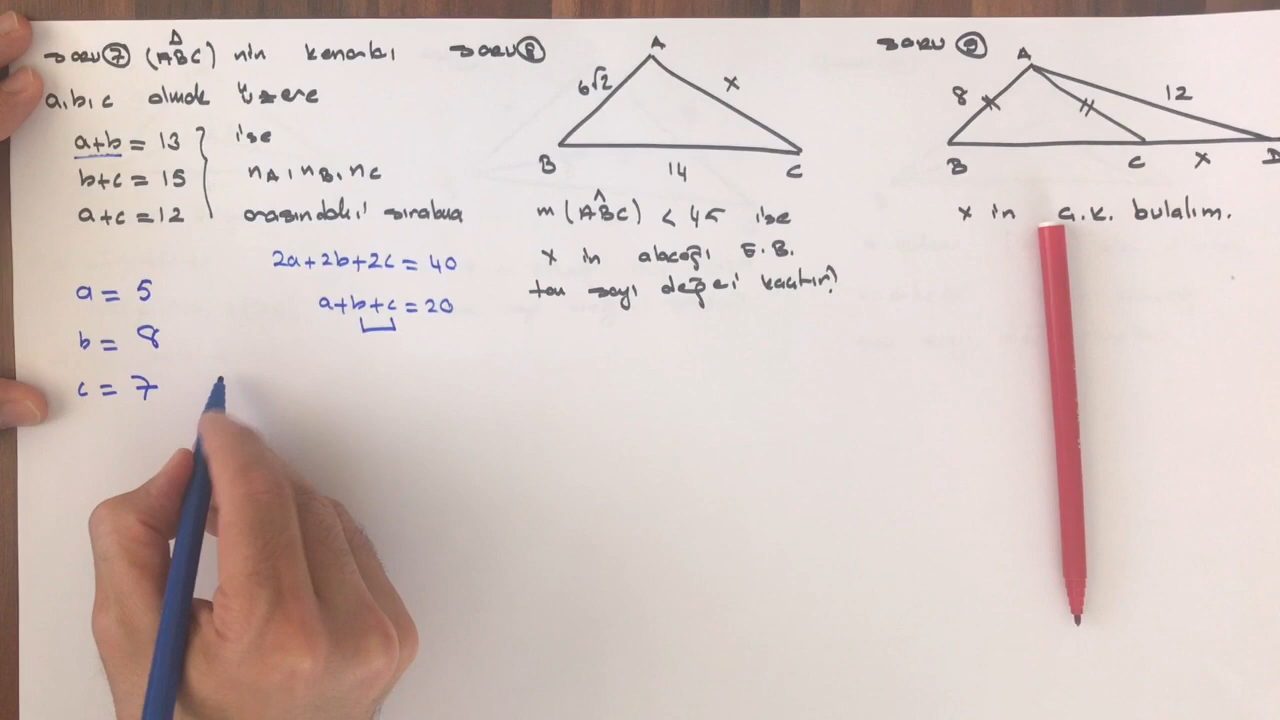 SORU 7 (ABC) nin kenarları
a, b, c olmak üzere
a+b = 13
b+c = 15
a+c = 12
ise
nA, nB, nC
arasındaki sıralama
2a+2b+2c = 40
a+b+c = 20
a = 5
b = 8
c = 7
SORU 8
A
6√2
x
B
14
C
m(ABC) < 45 ise
x in alacağı E.B.
tam sayı değeri kaçtır?
SORU 9
A
8
12
B
C
x
D
x in G.K. bulalım.